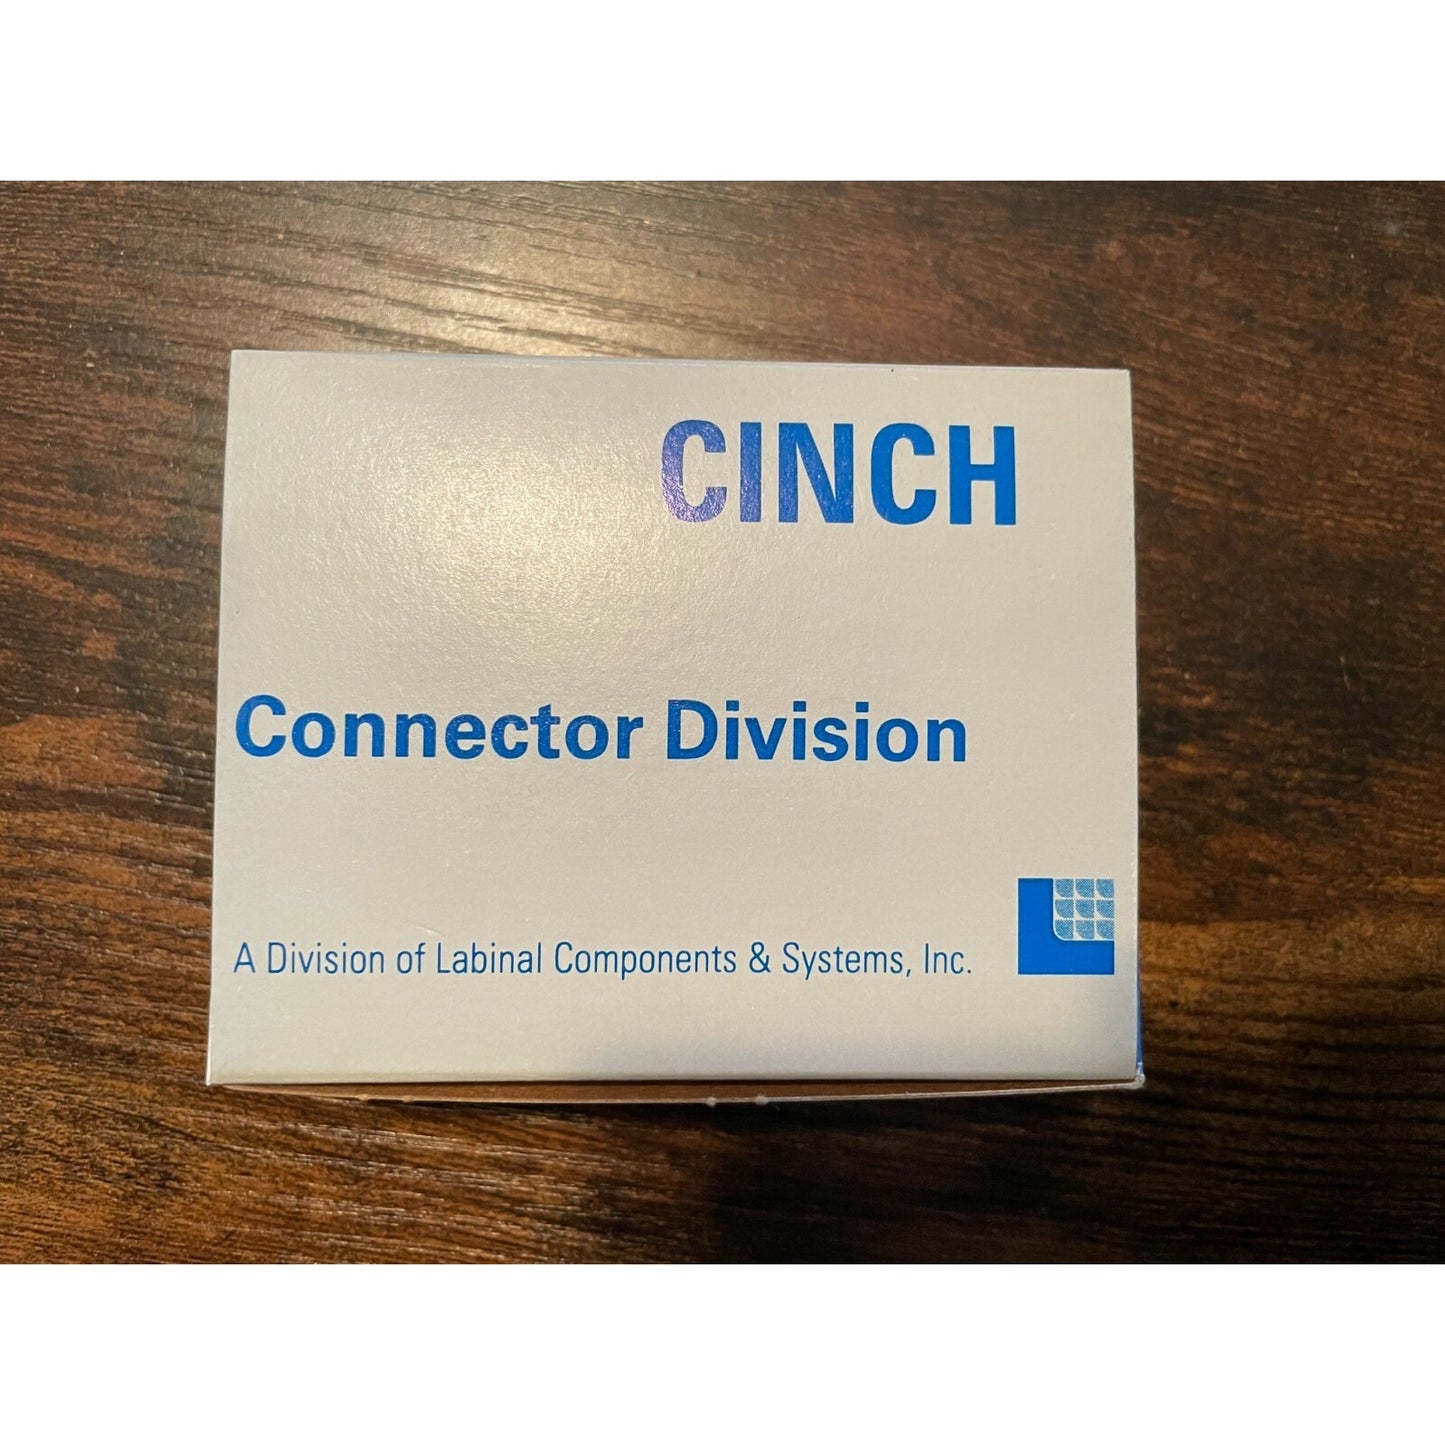 CINCH
Connector Division
A Division of Labinal Components & Systems, Inc.